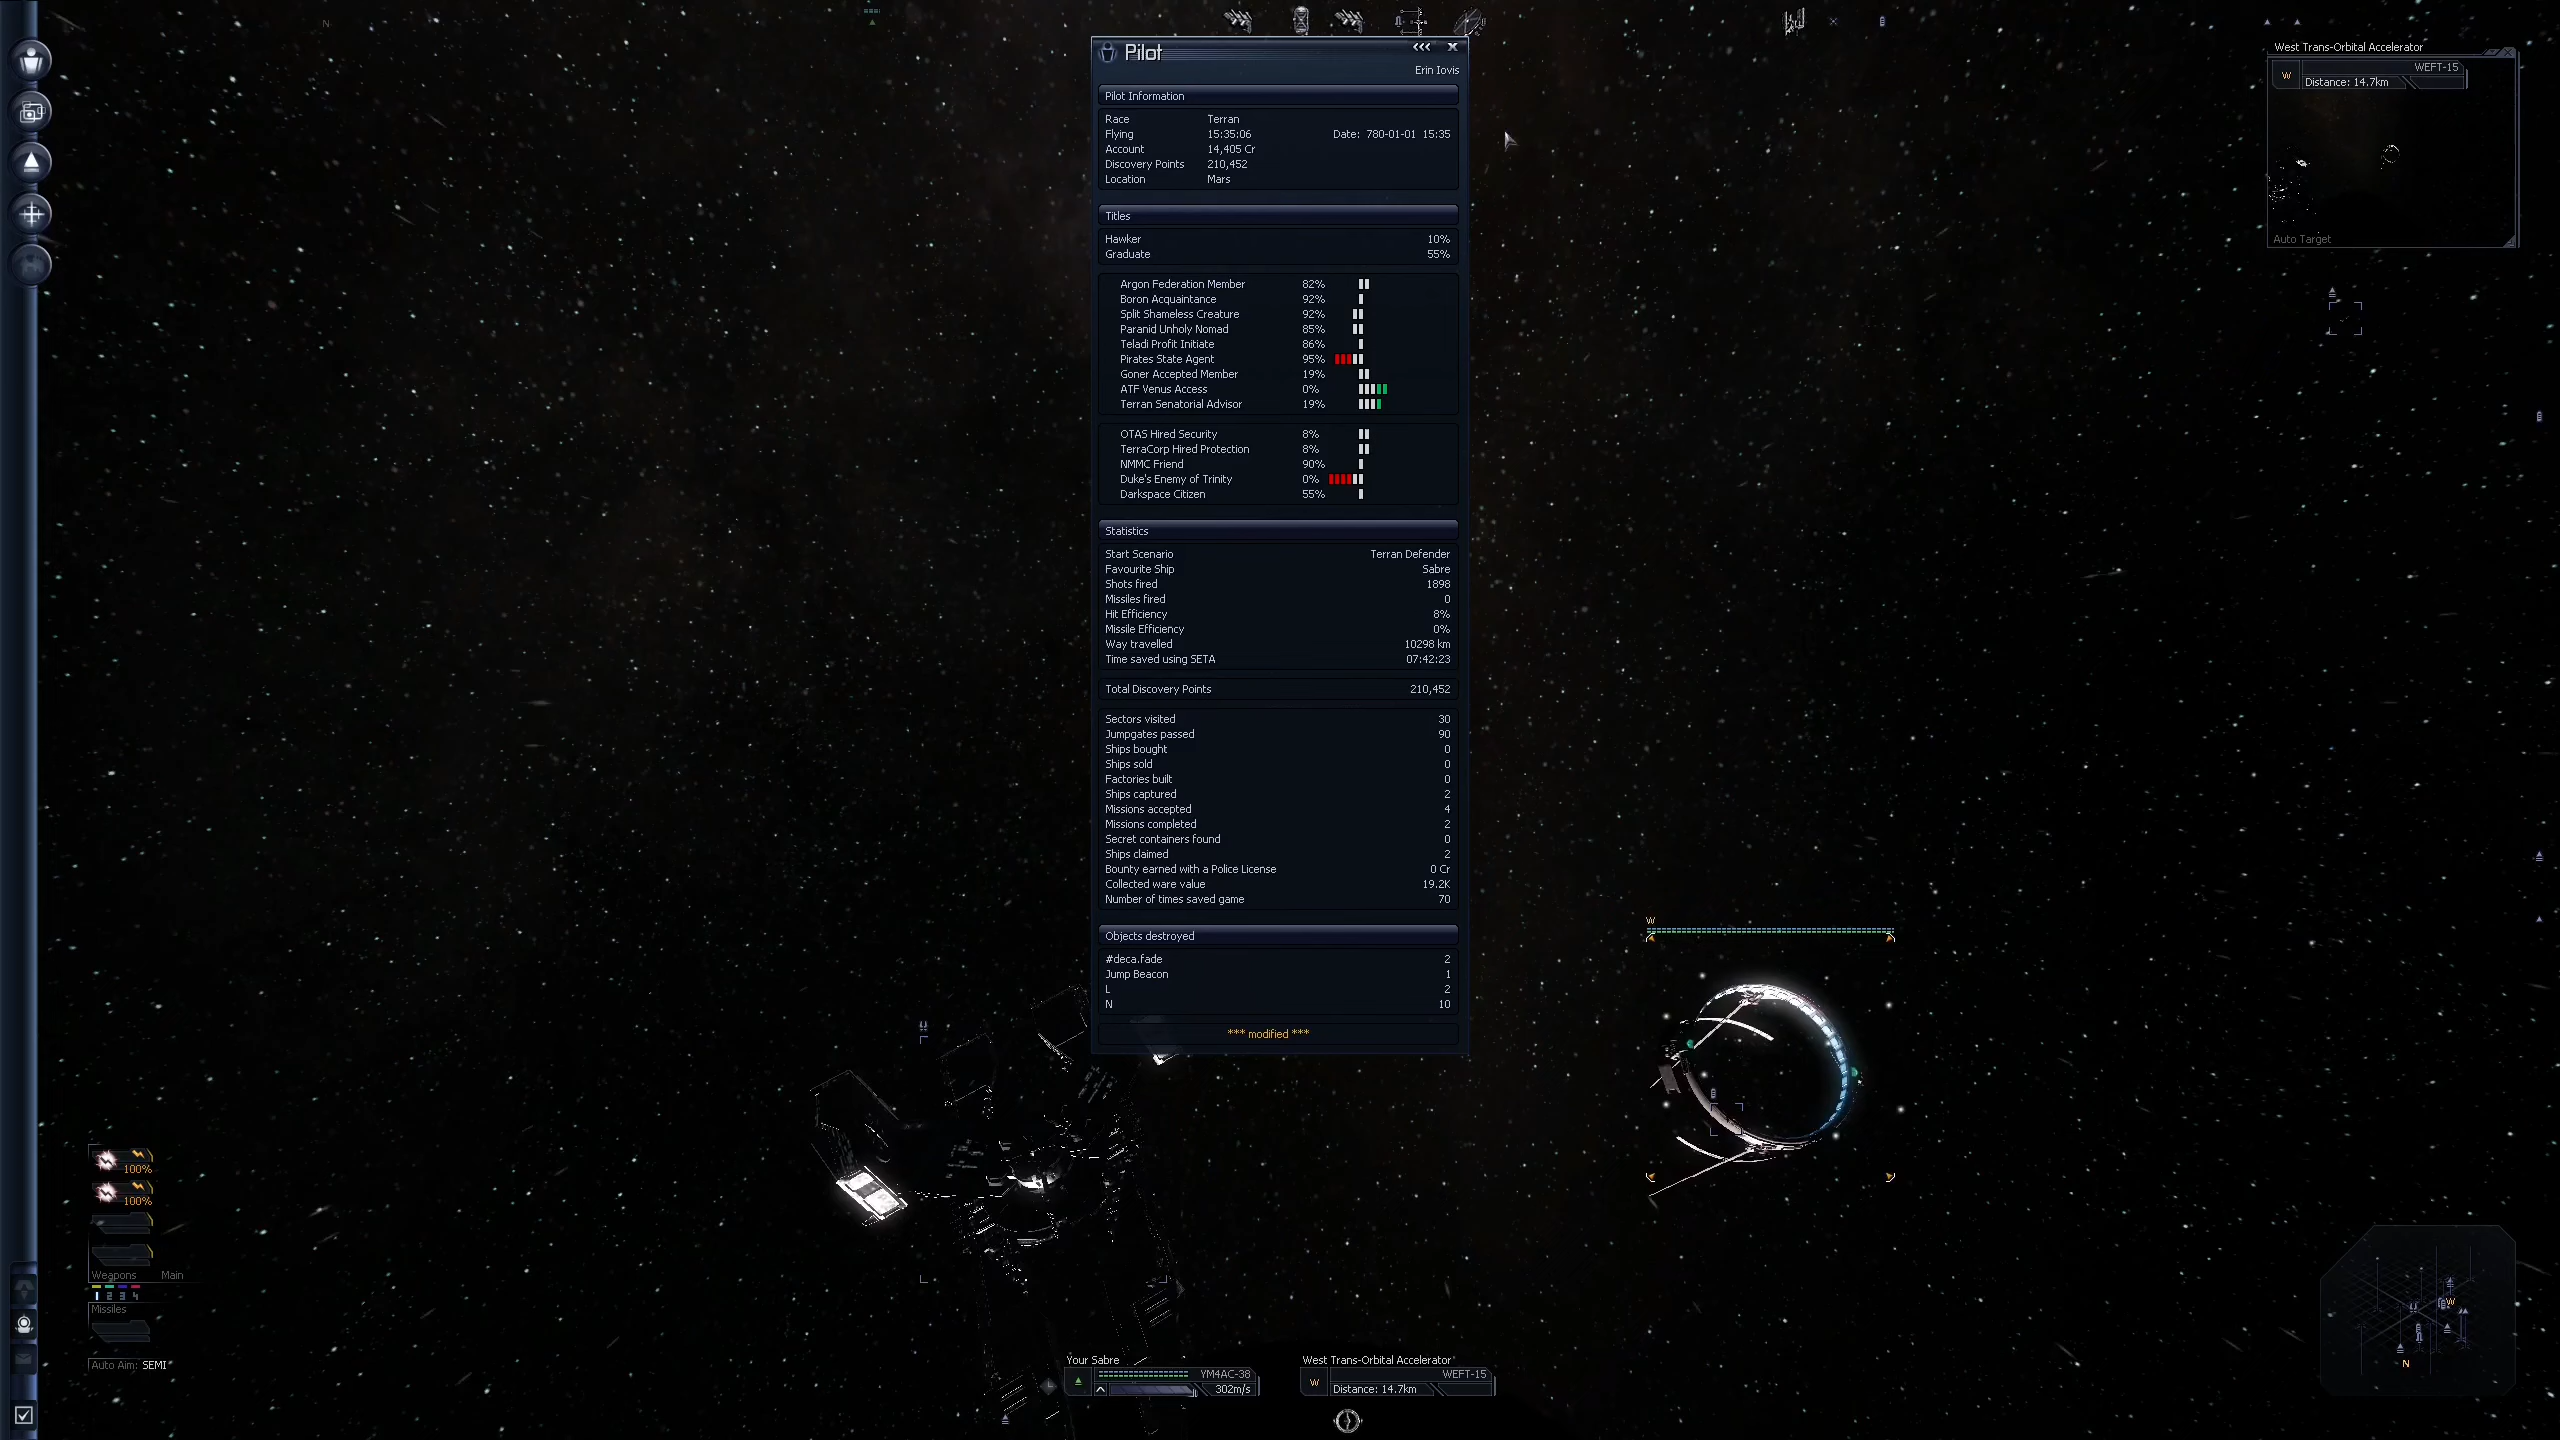 N
West Trans-Orbital Accelerator
W WEFT-15
Distance: 14.7km
Auto Target
Pilot
Erin Iovis
Pilot Information
Race Terran
Flying 15:35:06 Date: 780-01-01 15:35
Account 14,405 Cr
Discovery Points 210,452
Location Mars
Titles
Hawker 10%
Graduate 55%
Argon Federation Member 82%
Boron Acquaintance 92%
Split Shameless Creature 92%
Paranid Unholy Nomad 85%
Teladi Profit Initiate 86%
Pirates State Agent 95%
Goner Accepted Member 19%
ATF Venus Access 0%
Terran Senatorial Advisor 19%
OTAS Hired Security 8%
TerraCorp Hired Protection 8%
NMMC Friend 90%
Duke's Enemy of Trinity 0%
Darkspace Citizen 55%
Statistics
Start Scenario Terran Defender
Favourite Ship Sabre
Shots fired 1898
Missiles fired 0
Hit Efficiency 8%
Missile Efficiency 0%
Way travelled 10298 km
Time saved using SETA 07:42:23
Total Discovery Points 210,452
Sectors visited 30
Jumpgates passed 90
Ships bought 0
Ships sold 0
Factories built 0
Ships captured 2
Missions accepted 4
Missions completed 2
Secret containers found 0
Ships claimed 2
Bounty earned with a Police License 0 Cr
Collected ware value 19.2K
Number of times saved game 70
Objects destroyed
#deca.fade 2
Jump Beacon 1
L 2
N 10
*** modified ***
W
100%
100%
Weapons Main
1 2 3 4
Missiles
Auto Aim: SEMI
Your Sabre
YM4AC-38
302m/s
West Trans-Orbital Accelerator
W WEFT-15
Distance: 14.7km
W
N